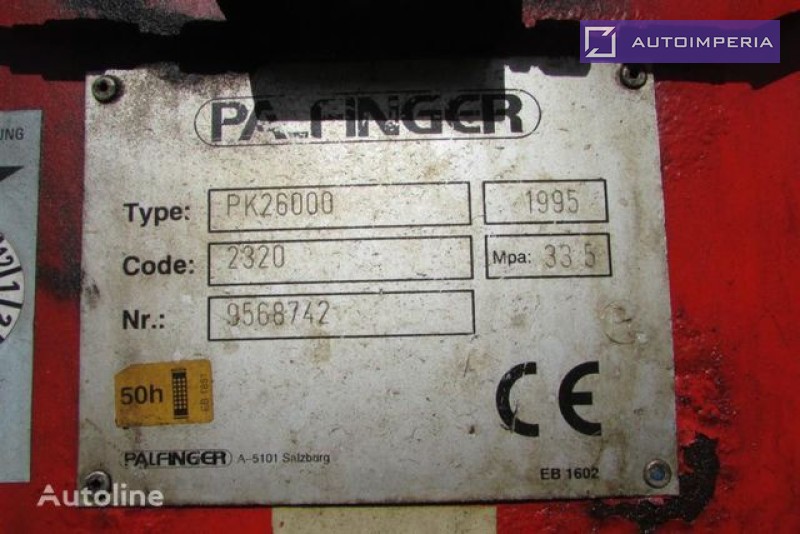 AUTOIMPERIA
UNG
PALFINGER
Type: PK26000 1995
Code: 2320 Mpa: 33 5
Nr.: 9568742
50h
CE
PALFINGER A-5101 Salzburg
EB 1602
Autoline